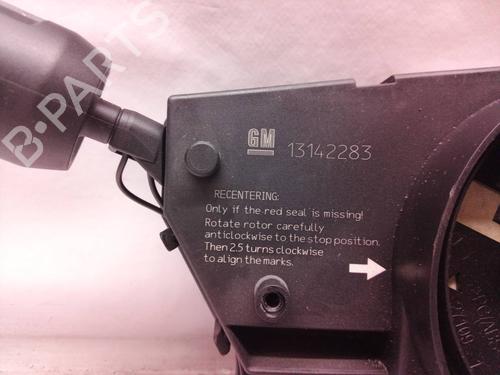 B-PARTS
GM
13142283
RECENTERING:
Only if the red seal is missing!
Rotate rotor carefully
anticlockwise to the stop position.
Then 2.5 turns clockwise
to align the marks.